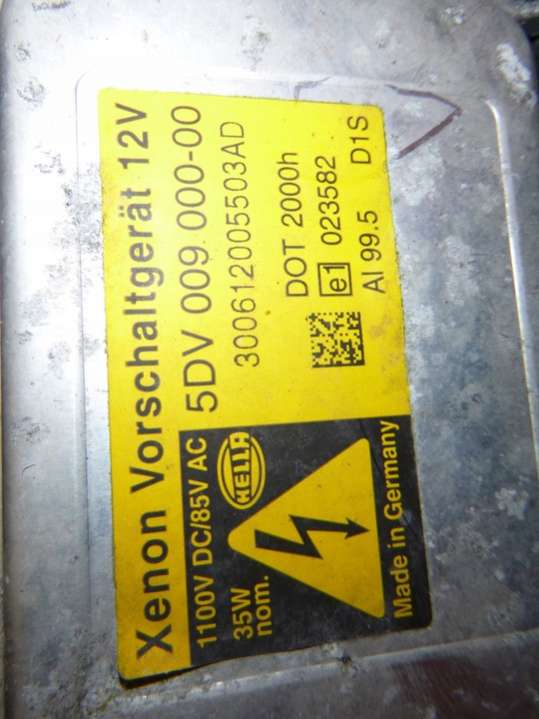 Xenon Vorschaltgerät 12V
5DV 009 000-00
300612005503AD
DOT 2000h
e1 023582
Al 99.5 D1S
1100V DC/85V AC
35W
nom.
HELLA
Made in Germany